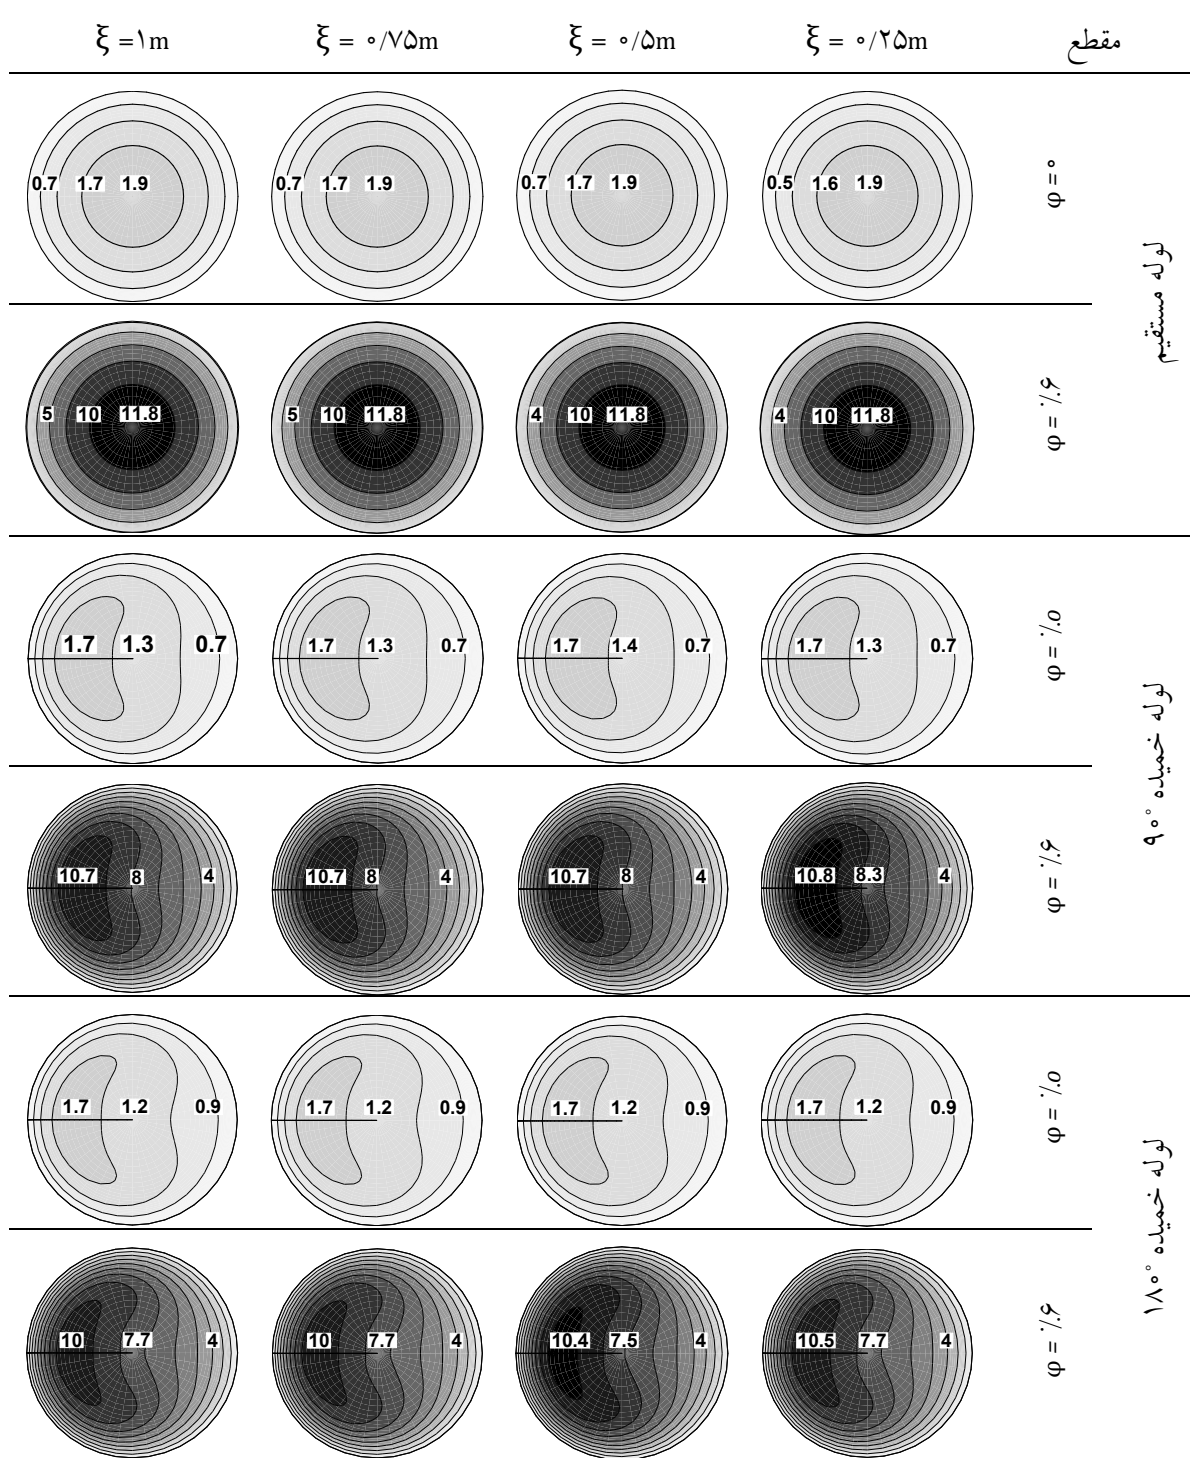 مقطع	ξ = ۰/۲۵m	ξ = ۰/۵m	ξ = ۰/۷۵m	ξ =۱m
لوله مستقیم
φ=۰
0.7 1.7 1.9	0.7 1.7 1.9	0.7 1.7 1.9	0.5 1.6 1.9
φ = ٪۶
5 10 11.8	5 10 11.8	4 10 11.8	4 10 11.8
لوله خمیده ۹۰°
φ = ٪۰
1.7 1.3 0.7	1.7 1.3 0.7	1.7 1.4 0.7	1.7 1.3 0.7
φ = ٪۶
10.7 8 4	10.7 8 4	10.7 8 4	10.8 8.3 4
لوله خمیده ۱۸۰°
φ = ٪۰
1.7 1.2 0.9	1.7 1.2 0.9	1.7 1.2 0.9	1.7 1.2 0.9
φ = ٪۶
10 7.7 4	10 7.7 4	10.4 7.5 4	10.5 7.7 4